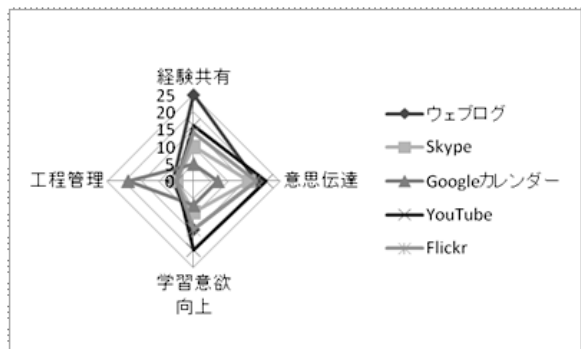 経験共有
25
20
15
10
5
0
工程管理
意思伝達
学習意欲
向上
ウェブログ
Skype
Googleカレンダー
YouTube
Flickr